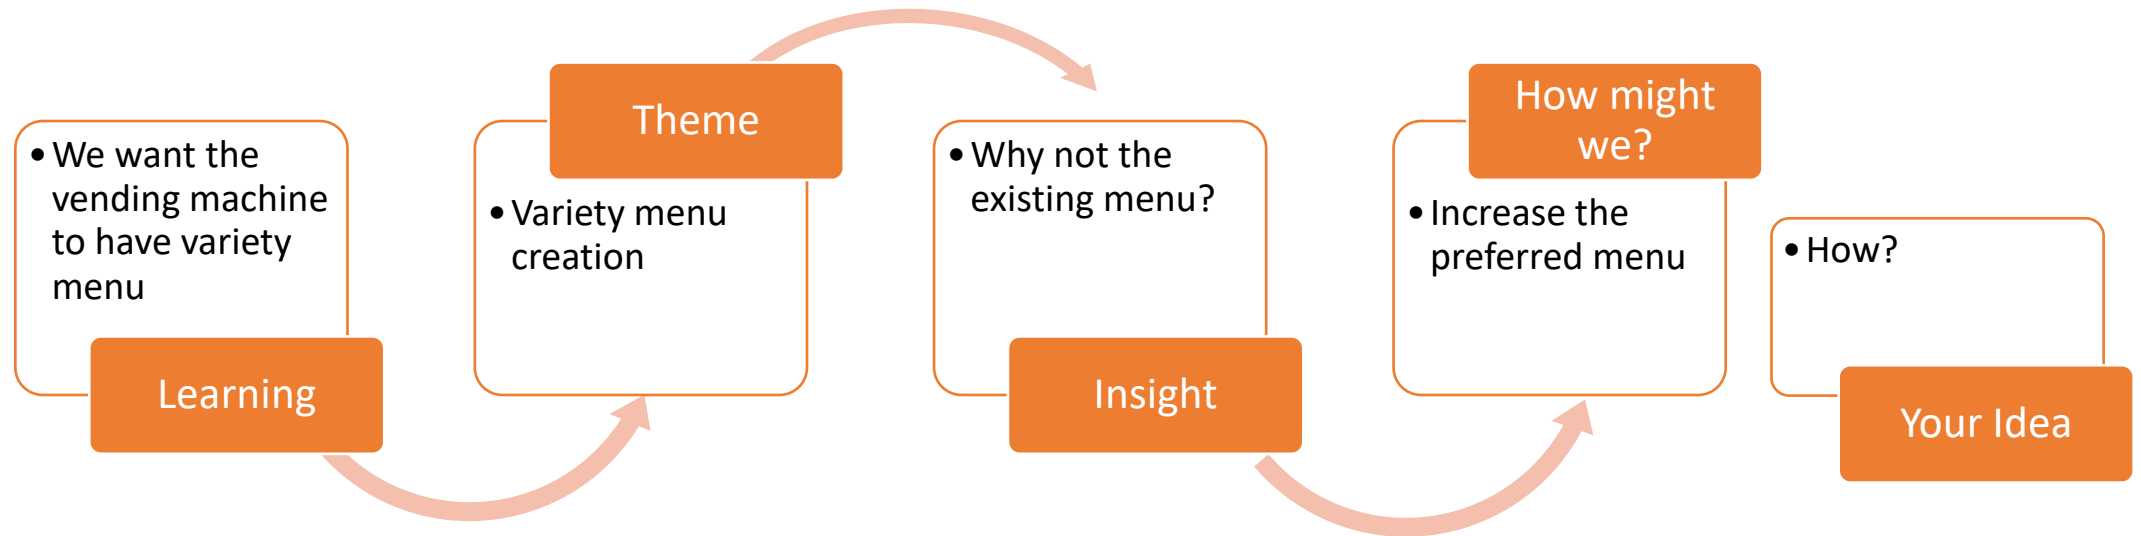 • We want the
vending machine
to have variety
menu
Learning
Theme
• Variety menu
creation
• Why not the
existing menu?
Insight
How might
we?
• Increase the
preferred menu
• How?
Your Idea